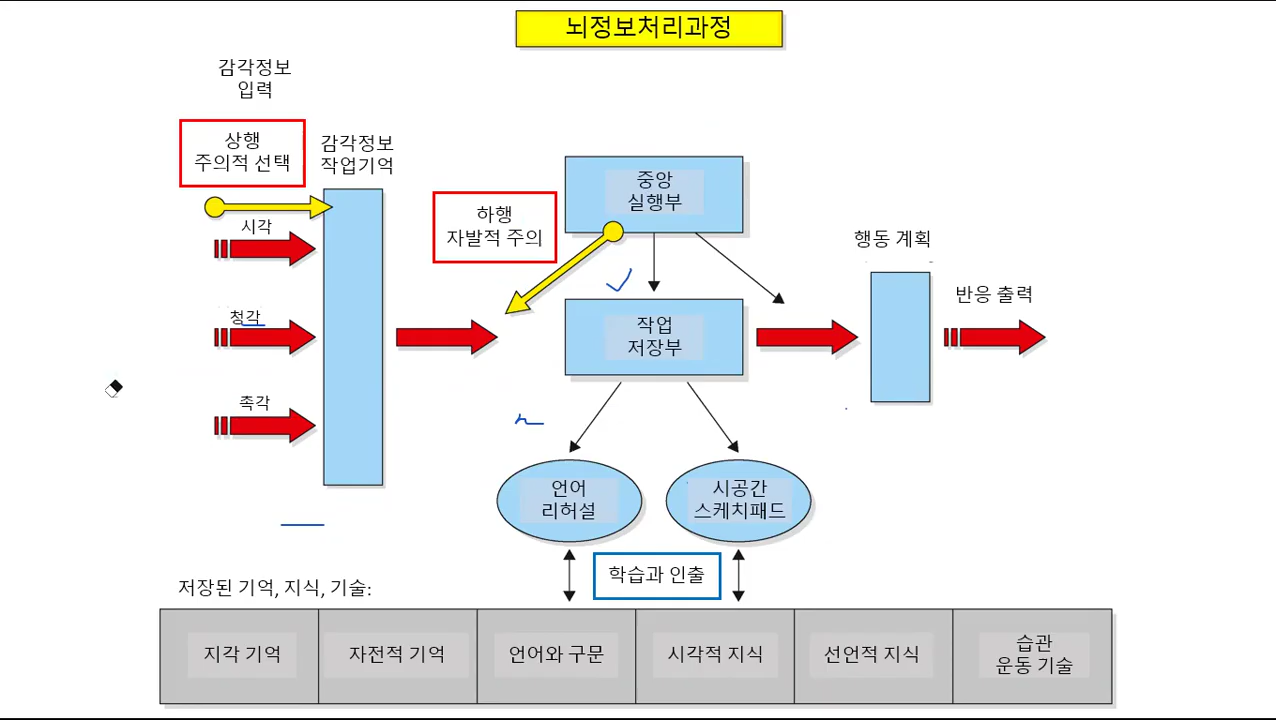 뇌정보처리과정
감각정보
입력
상행
주의적 선택
감각정보
작업기억
시각
청각
촉각
하행
자발적 주의
중앙
실행부
작업
저장부
행동 계획
반응 출력
언어
리허설
시공간
스케치패드
학습과 인출
저장된 기억, 지식, 기술:
지각 기억
자전적 기억
언어와 구문
시각적 지식
선언적 지식
습관
운동 기술